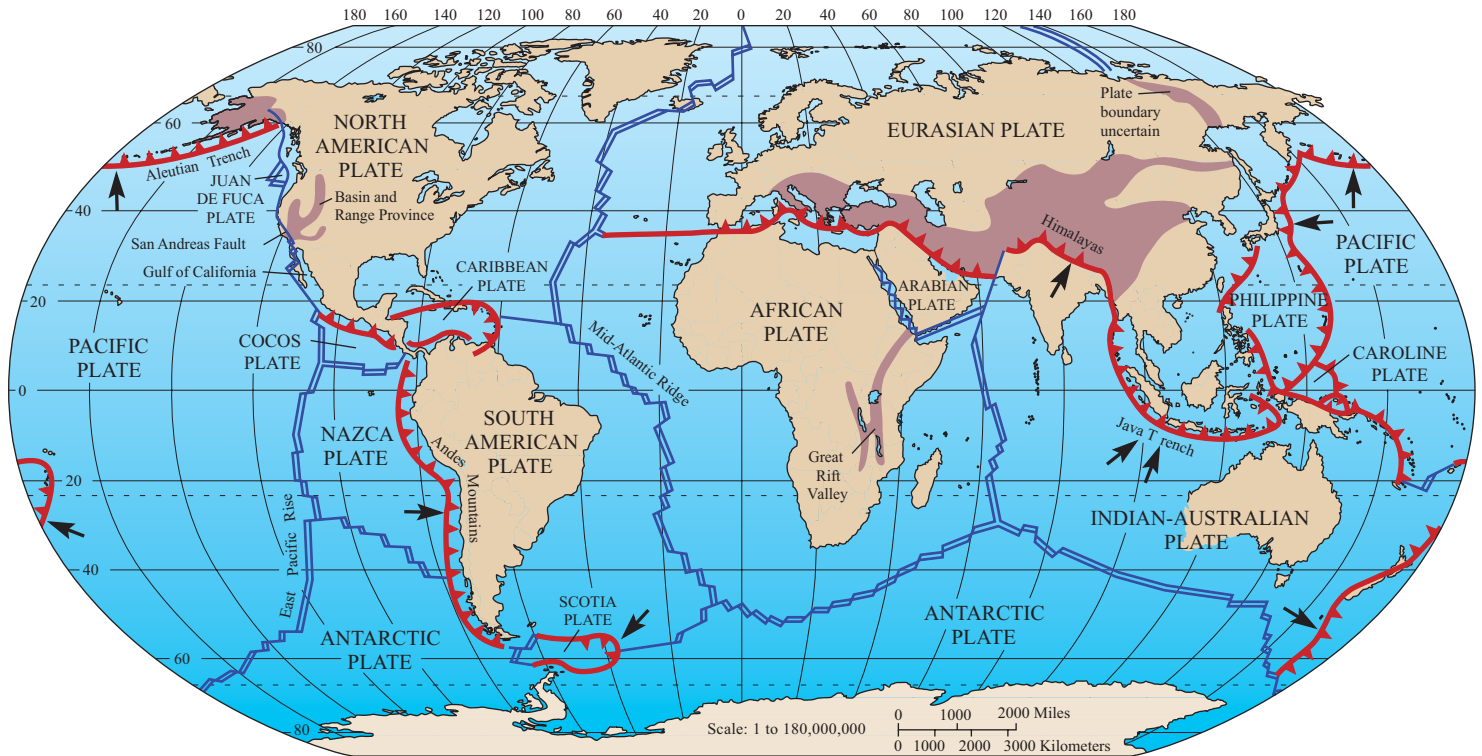 180 160 140 120 80 60 40 20 0 20 40 60 80 120 140 160 180
80
Plate
boundary
uncertain
60
NORTH
AMERICAN
PLATE
EURASIAN PLATE
Aleutian Trench
JUAN
DE FUCA
PLATE
Basin and
Range Province
40
San Andreas Fault
Himalayas
PACIFIC
PLATE
Gulf of California
CARIBBEAN
PLATE
ARABIAN
PLATE
20
PHILIPPINE
PLATE
AFRICAN
PLATE
COCOS
PLATE
PACIFIC
PLATE
Mid-Atlantic Ridge
CAROLINE
PLATE
0
SOUTH
AMERICAN
PLATE
NAZCA
PLATE
Andes
Mountains
Java T rench
Great
Rift
Valley
20
INDIAN-AUSTRALIAN
PLATE
East Pacific Rise
40
SCOTIA
PLATE
ANTARCTIC
PLATE
ANTARCTIC
PLATE
60
80
Scale: 1 to 180,000,000
0 1000 2000 Miles
0 1000 2000 3000 Kilometers